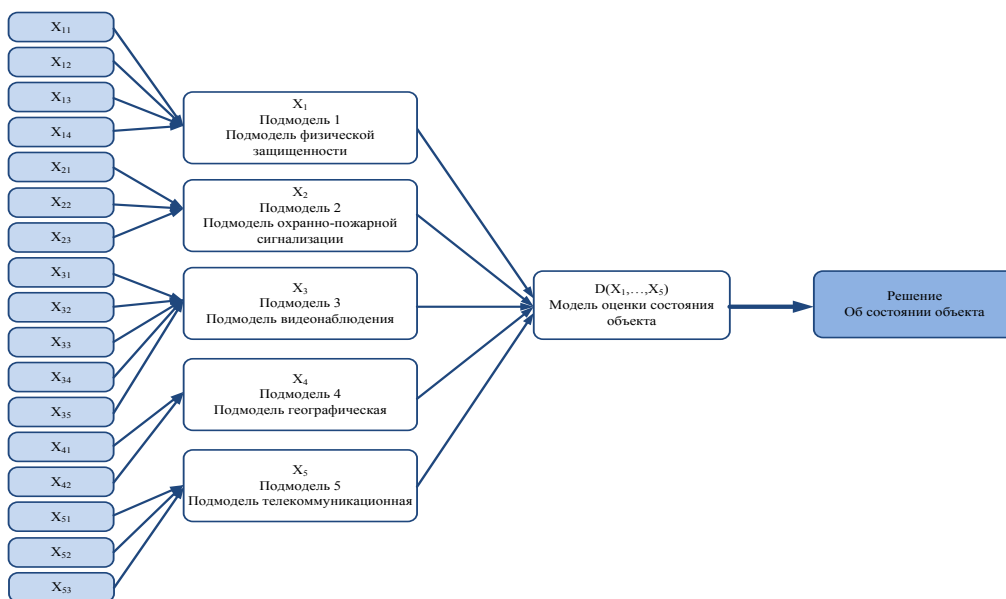 X₁₁
X₁₂
X₁₃
X₁₄
X₂₁
X₂₂
X₂₃
X₃₁
X₃₂
X₃₃
X₃₄
X₃₅
X₄₁
X₄₂
X₅₁
X₅₂
X₅₃
X₁
Подмодель 1
Подмодель физической
защищенности
X₂
Подмодель 2
Подмодель охранно-пожарной
сигнализации
X₃
Подмодель 3
Подмодель видеонаблюдения
X₄
Подмодель 4
Подмодель географическая
X₅
Подмодель 5
Подмодель телекоммуникационная
D(X₁,…,X₅)
Модель оценки состояния
объекта
Решение
Об состоянии объекта